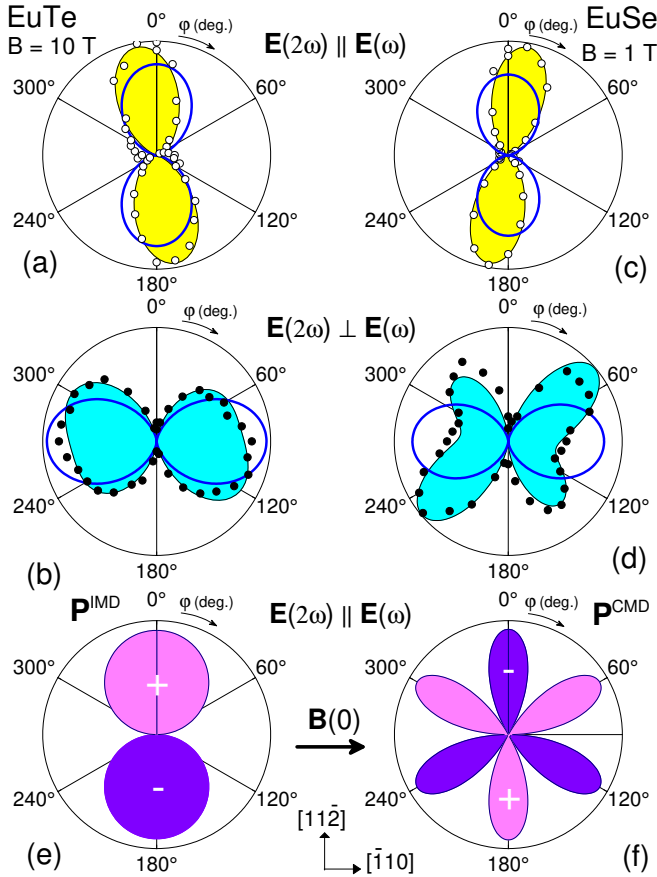 EuTe
B = 10 T
0°
φ (deg.)
E(2ω) || E(ω)
0°
φ (deg.)
EuSe
B = 1 T
300°
60°
300°
60°
240°
120°
240°
120°
(a)
180°
(c)
180°
0°
φ (deg.)
E(2ω) ⊥ E(ω)
0°
φ (deg.)
300°
60°
300°
60°
240°
120°
240°
120°
(b)
180°
(d)
180°
P^IMD
0°
φ (deg.)
E(2ω) || E(ω)
0°
φ (deg.)
P^CMD
300°
60°
300°
60°
+
-
B(0)
-
+
240°
120°
240°
120°
(e)
180°
[112̄]
[1̄10]
(f)
180°